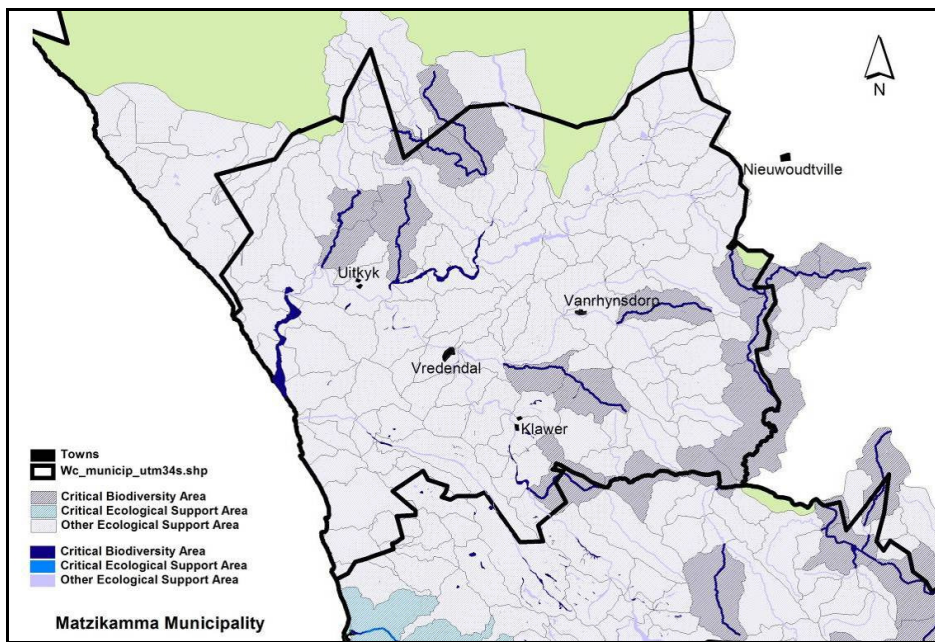 N
Nieuwoudtville
Uitkyk
Vanrhynsdorp
Vredendal
Klawer
Towns
Wc_municip_utm34s.shp
Critical Biodiversity Area
Critical Ecological Support Area
Other Ecological Support Area
Critical Biodiversity Area
Critical Ecological Support Area
Other Ecological Support Area
Matzikamma Municipality